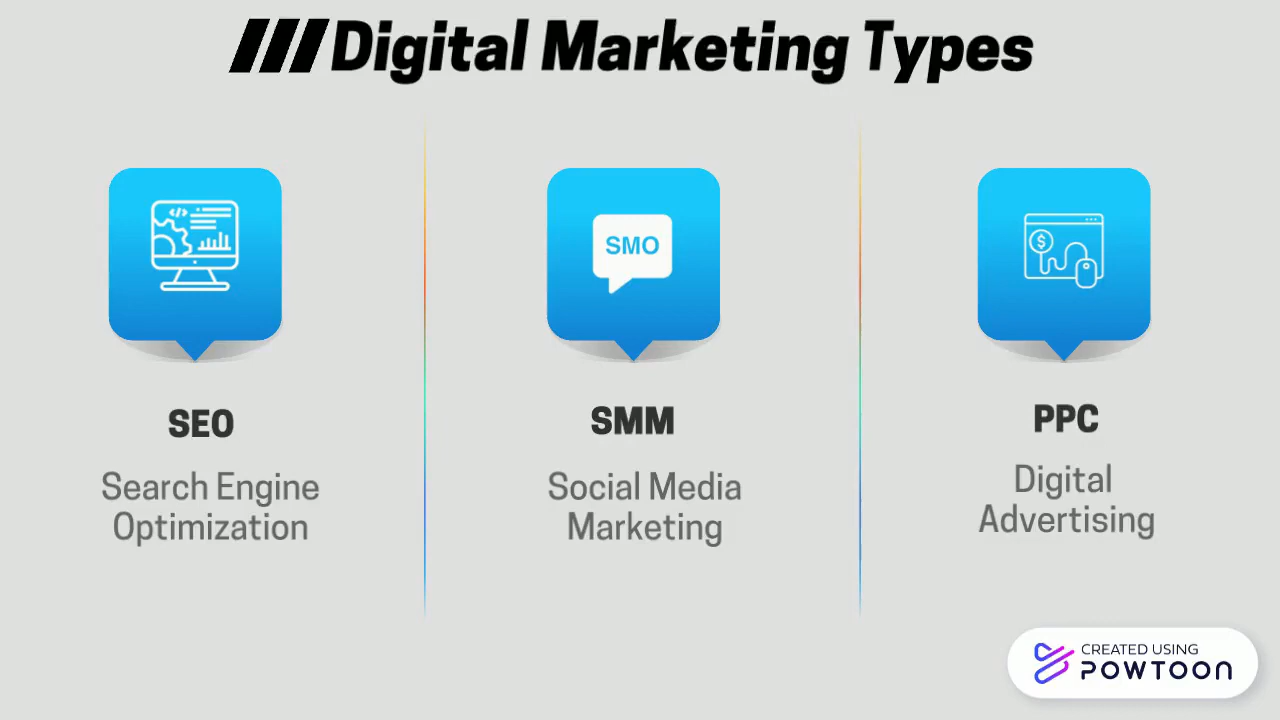 Digital Marketing Types
SMO
SEO
Search Engine
Optimization
SMM
Social Media
Marketing
PPC
Digital
Advertising
CREATED USING
POWTOON